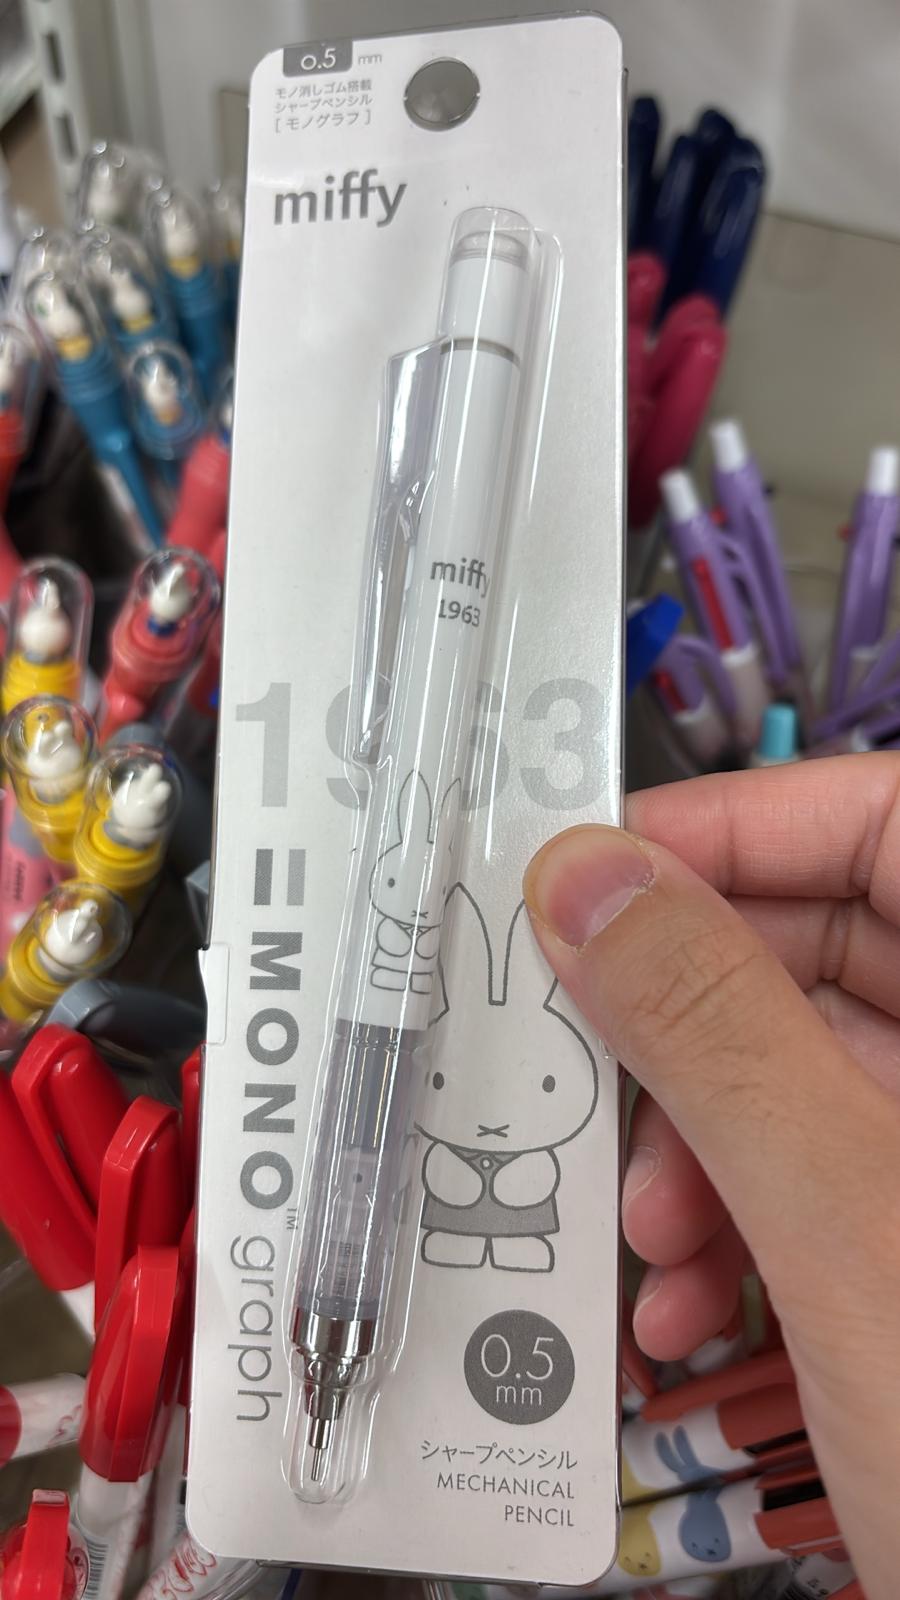 0.5 mm
モノ消しゴム搭載
シャープペンシル
[ モノグラフ ]
miffy
miffy
1963
1963
MONO graph™
0.5
mm
シャープペンシル
MECHANICAL
PENCIL